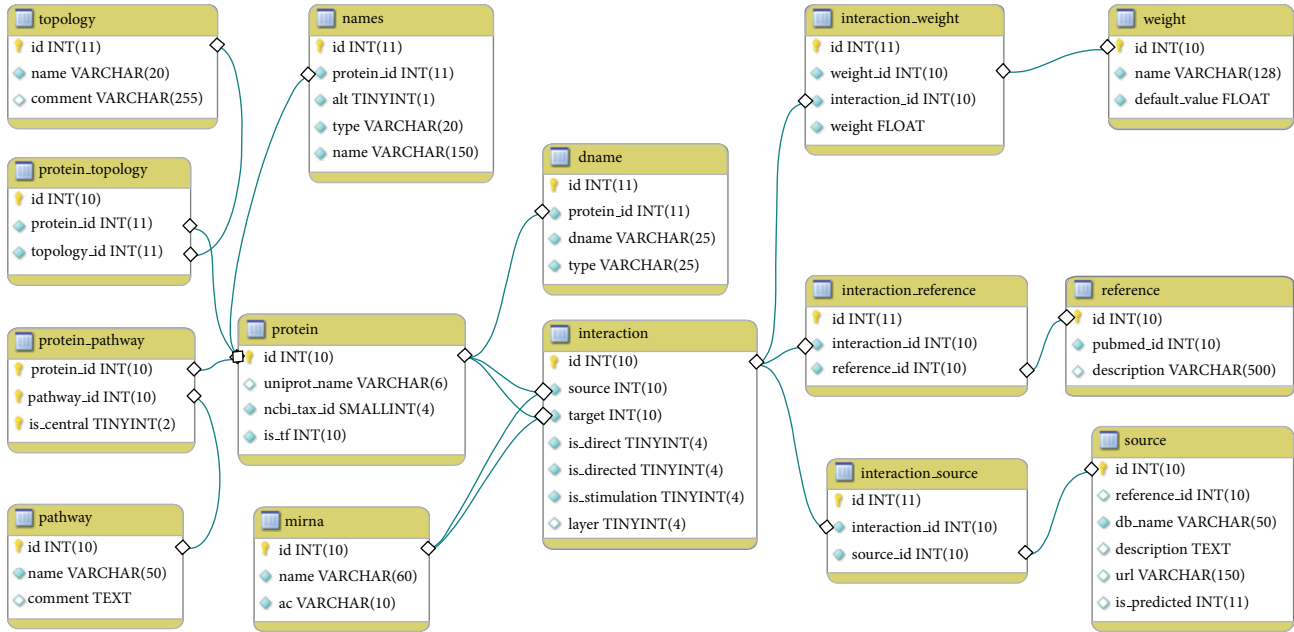 topology
id INT(11)
name VARCHAR(20)
comment VARCHAR(255)
names
id INT(11)
protein_id INT(11)
alt TINYINT(1)
type VARCHAR(20)
name VARCHAR(150)
interaction_weight
id INT(11)
weight_id INT(10)
interaction_id INT(10)
weight FLOAT
weight
id INT(10)
name VARCHAR(128)
default_value FLOAT
protein_topology
id INT(10)
protein_id INT(11)
topology_id INT(11)
dname
id INT(11)
protein_id INT(11)
dname VARCHAR(25)
type VARCHAR(25)
protein_pathway
protein_id INT(10)
pathway_id INT(10)
is_central TINYINT(2)
protein
id INT(10)
uniprot_name VARCHAR(6)
ncbi_tax_id SMALLINT(4)
is_tf INT(10)
interaction
id INT(10)
source INT(10)
target INT(10)
is_direct TINYINT(4)
is_directed TINYINT(4)
is_stimulation TINYINT(4)
layer TINYINT(4)
interaction_reference
id INT(11)
interaction_id INT(10)
reference_id INT(10)
reference
id INT(10)
pubmed_id INT(10)
description VARCHAR(500)
pathway
id INT(10)
name VARCHAR(50)
comment TEXT
mirna
id INT(10)
name VARCHAR(60)
ac VARCHAR(10)
interaction_source
id INT(11)
interaction_id INT(10)
source_id INT(10)
source
id INT(10)
reference_id INT(10)
db_name VARCHAR(50)
description TEXT
url VARCHAR(150)
is_predicted INT(11)